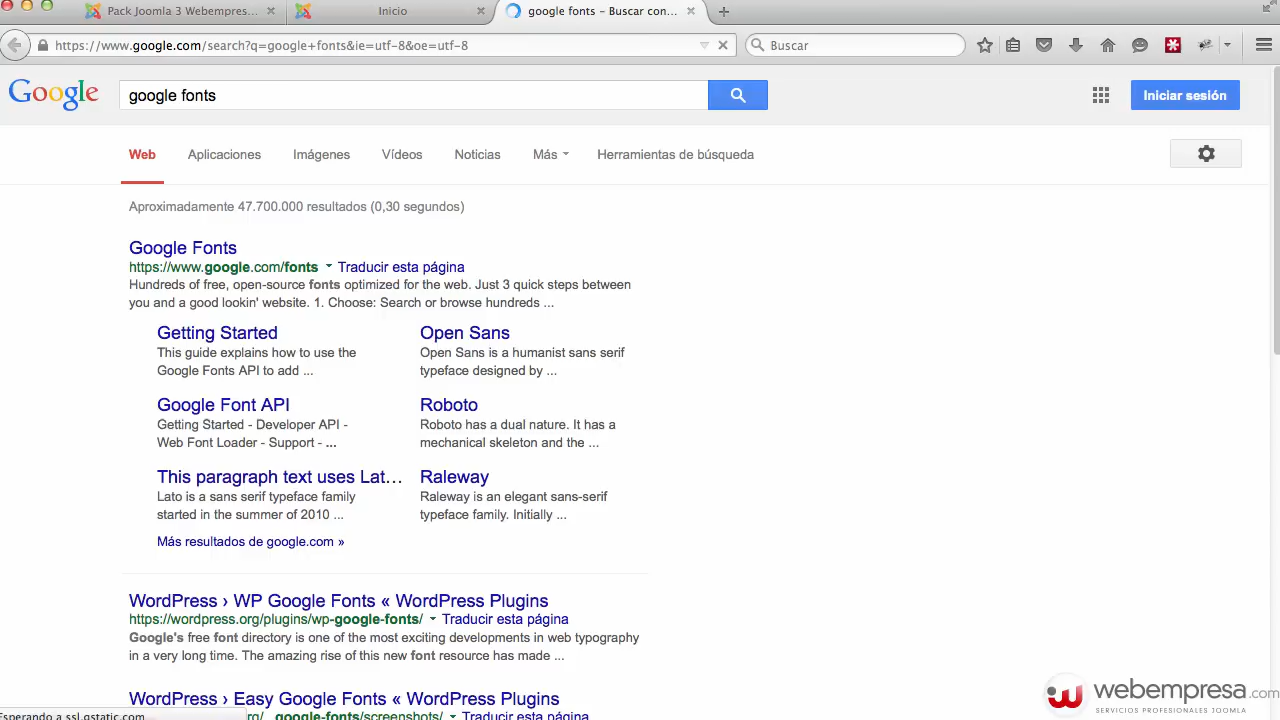 Pack Joomla 3 Webempres...
Inicio
google fonts - Buscar con...
https://www.google.com/search?q=google+fonts&ie=utf-8&oe=utf-8
Buscar
Google
google fonts
Iniciar sesión
Web
Aplicaciones
Imágenes
Vídeos
Noticias
Más
Herramientas de búsqueda
Aproximadamente 47.700.000 resultados (0,30 segundos)
Google Fonts
https://www.google.com/fonts Traducir esta página
Hundreds of free, open-source fonts optimized for the web. Just 3 quick steps between
you and a good lookin' website. 1. Choose: Search or browse hundreds ...
Getting Started
This guide explains how to use the
Google Fonts API to add ...
Open Sans
Open Sans is a humanist sans serif
typeface designed by ...
Google Font API
Getting Started - Developer API -
Web Font Loader - Support - ...
Roboto
Roboto has a dual nature. It has a
mechanical skeleton and the ...
This paragraph text uses Lat...
Lato is a sans serif typeface family
started in the summer of 2010 ...
Raleway
Raleway is an elegant sans-serif
typeface family. Initially ...
Más resultados de google.com »
WordPress › WP Google Fonts « WordPress Plugins
https://wordpress.org/plugins/wp-google-fonts/ Traducir esta página
Google's free font directory is one of the most exciting developments in web typography
in a very long time. The amazing rise of this new font resource has made ...
WordPress › Easy Google Fonts « WordPress Plugins
google-fonts/screenshots/ Traducir esta página
Esperando a ssl.gstatic.com
webempresa.com
SERVICIOS PROFESIONALES JOOMLA